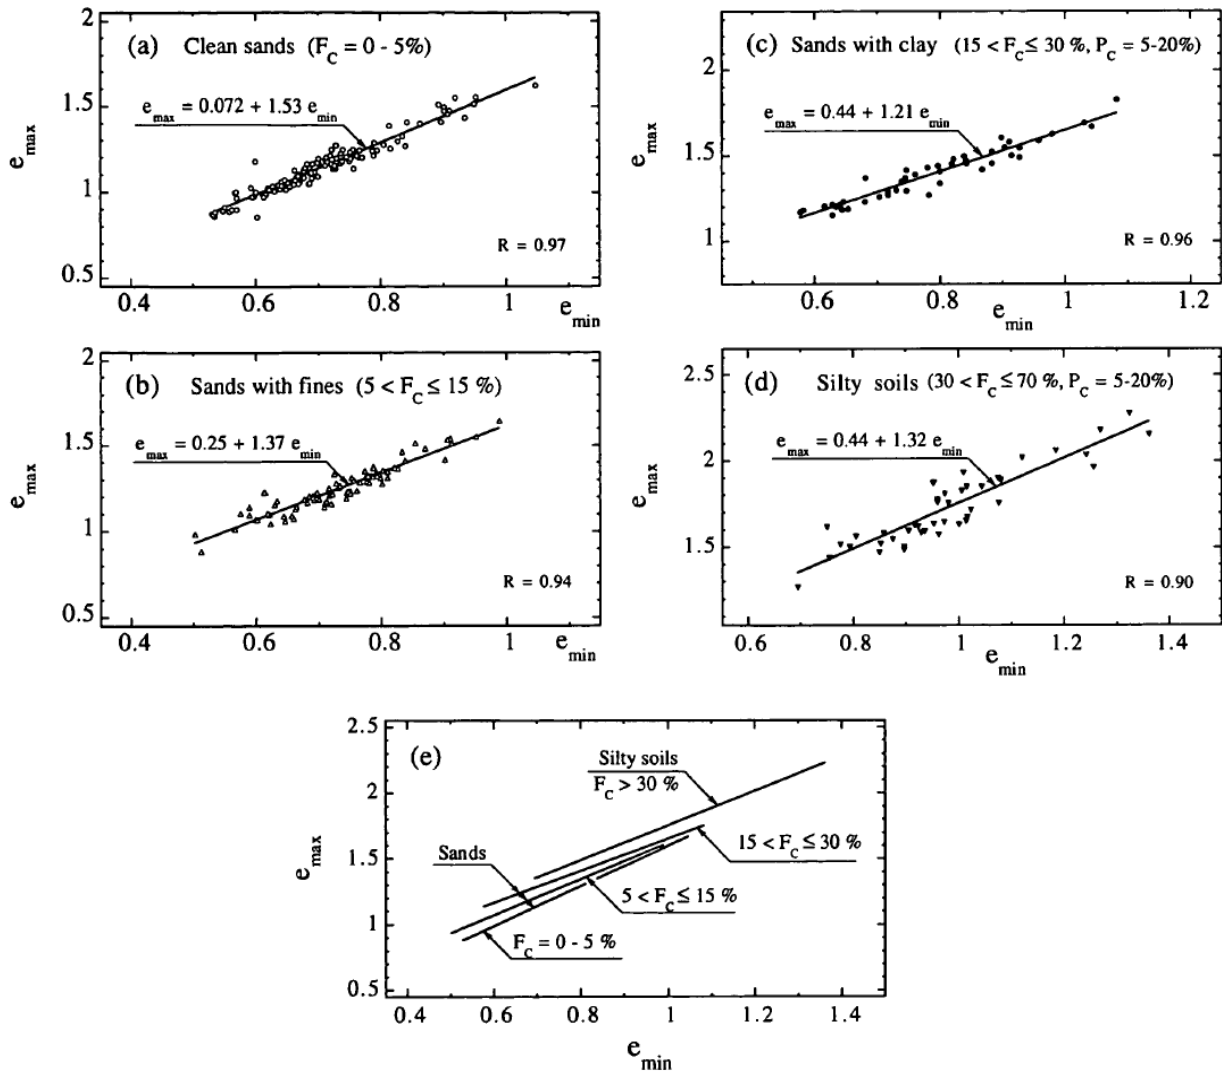 2
(a) Clean sands (F_C = 0 - 5%)
1.5
e_max = 0.072 + 1.53 e_min
e_max
1
R = 0.97
0.5
0.4 0.6 0.8 1
e_min
(c) Sands with clay (15 < F_C ≤ 30 %, P_C = 5-20%)
2
e_max = 0.44 + 1.21 e_min
1.5
e_max
1
R = 0.96
0.6 0.8 1 1.2
e_min
2
(b) Sands with fines (5 < F_C ≤ 15 %)
1.5
e_max = 0.25 + 1.37 e_min
e_max
1
R = 0.94
0.5
0.4 0.6 0.8 1
e_min
2.5
(d) Silty soils (30 < F_C ≤ 70 %, P_C = 5-20%)
e_max = 0.44 + 1.32 e_min
2
e_max
1.5
R = 0.90
0.6 0.8 1 1.2 1.4
e_min
2.5
(e)
Silty soils
F_C > 30 %
2
e_max
1.5
Sands
15 < F_C ≤ 30 %
5 < F_C ≤ 15 %
1
F_C = 0 - 5 %
0.5
0.4 0.6 0.8 1 1.2 1.4
e_min